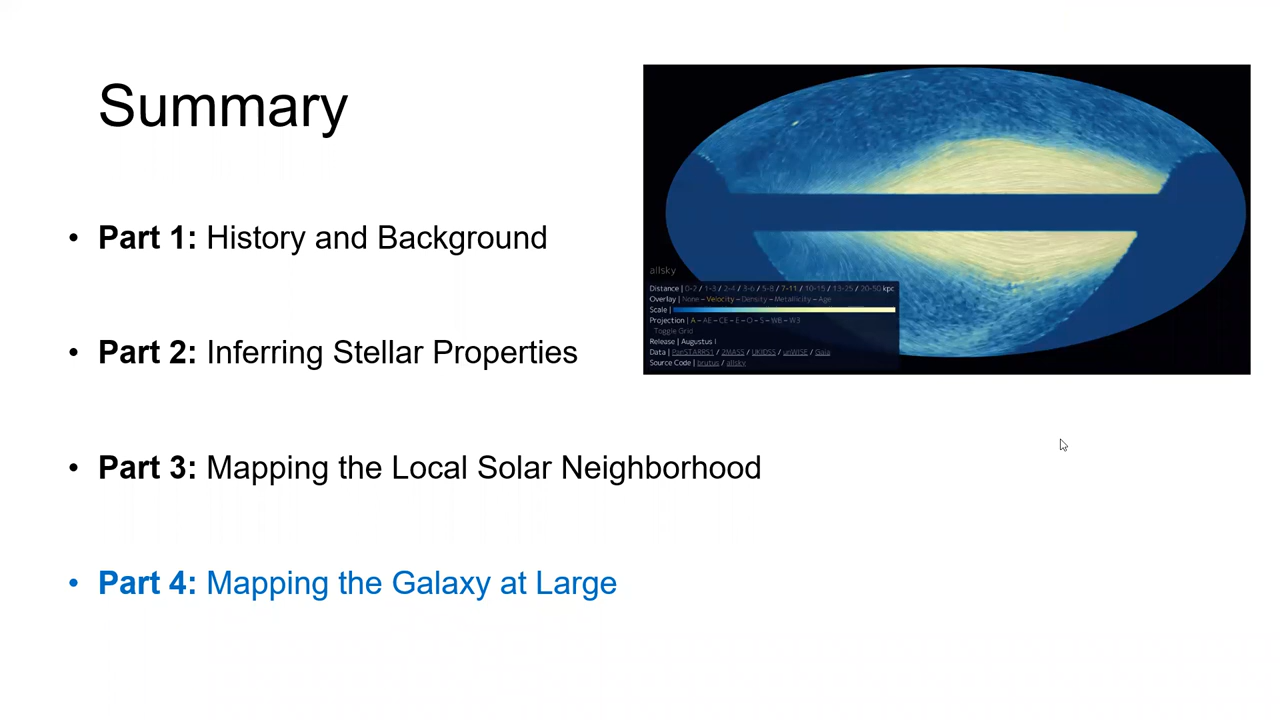 Summary
• Part 1: History and Background
• Part 2: Inferring Stellar Properties
• Part 3: Mapping the Local Solar Neighborhood
• Part 4: Mapping the Galaxy at Large
allsky
Distance | 0-2 / 1-3 / 2-4 / 3-6 / 5-8 / 7-11 / 10-15 / 13-25 / 20-50 kpc
Overlay | None – Velocity – Density – Metallicity – Age
Scale |
Projection | A – AE – CE – E – O – S – WB – W3
Toggle Grid
Release | Augustus I
Data | PanSTARRS1 / 2MASS / UKIDSS / unWISE / Gaia
Source Code | brutus / allsky